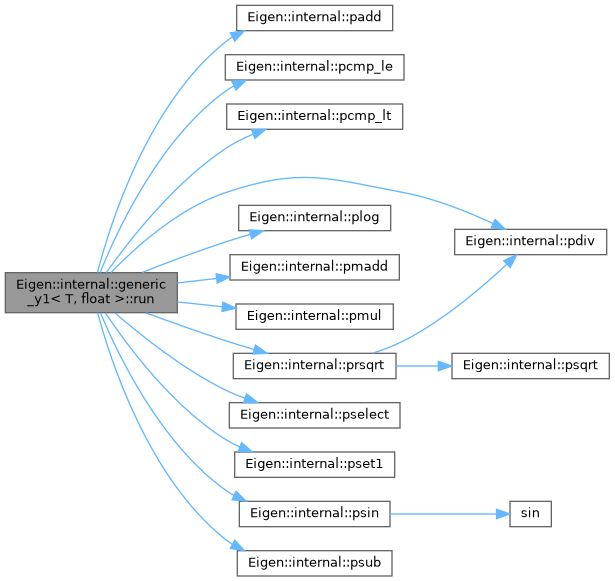 Eigen::internal::padd
Eigen::internal::pcmp_le
Eigen::internal::pcmp_lt
Eigen::internal::plog
Eigen::internal::pdiv
Eigen::internal::pmadd
Eigen::internal::generic
_y1< T, float >::run
Eigen::internal::pmul
Eigen::internal::prsqrt
Eigen::internal::psqrt
Eigen::internal::pselect
Eigen::internal::pset1
Eigen::internal::psin
sin
Eigen::internal::psub